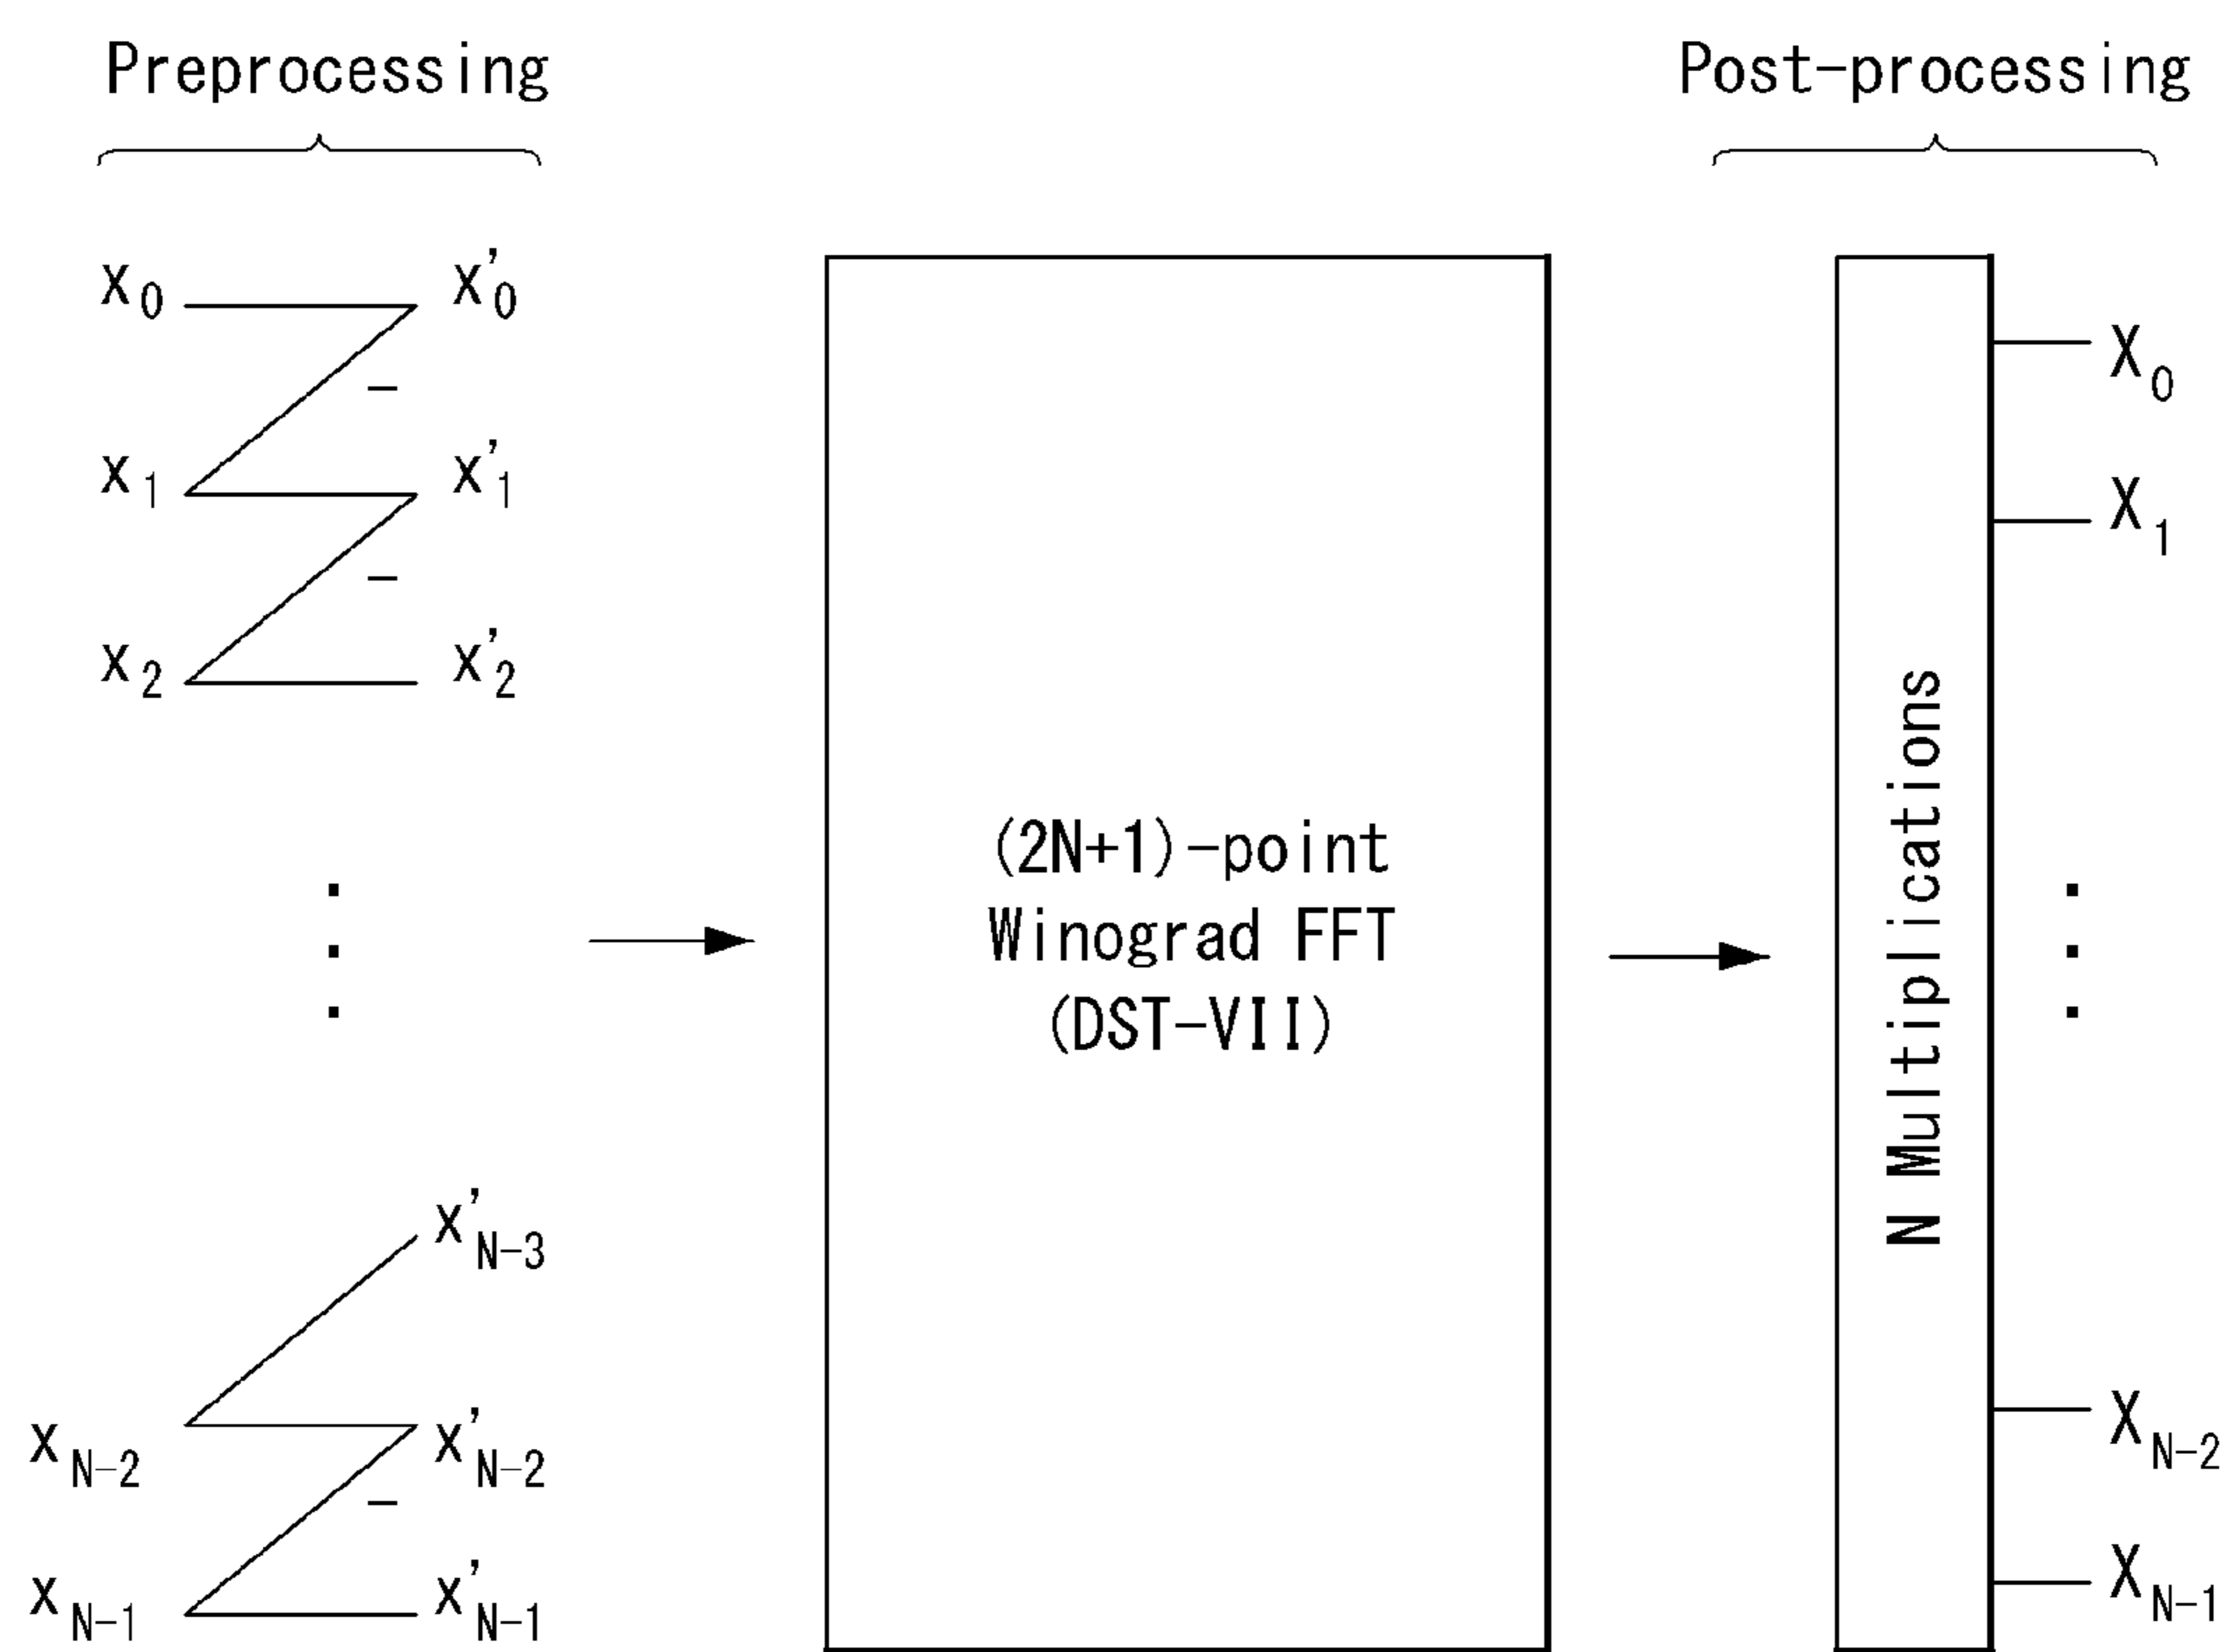 Preprocessing
Post-processing
x0 x'0
x1 x'1
x2 x'2
x'N-3
xN-2 x'N-2
xN-1 x'N-1
(2N+1)-point
Winograd FFT
(DST-VII)
N Multiplications
X0
X1
XN-2
XN-1